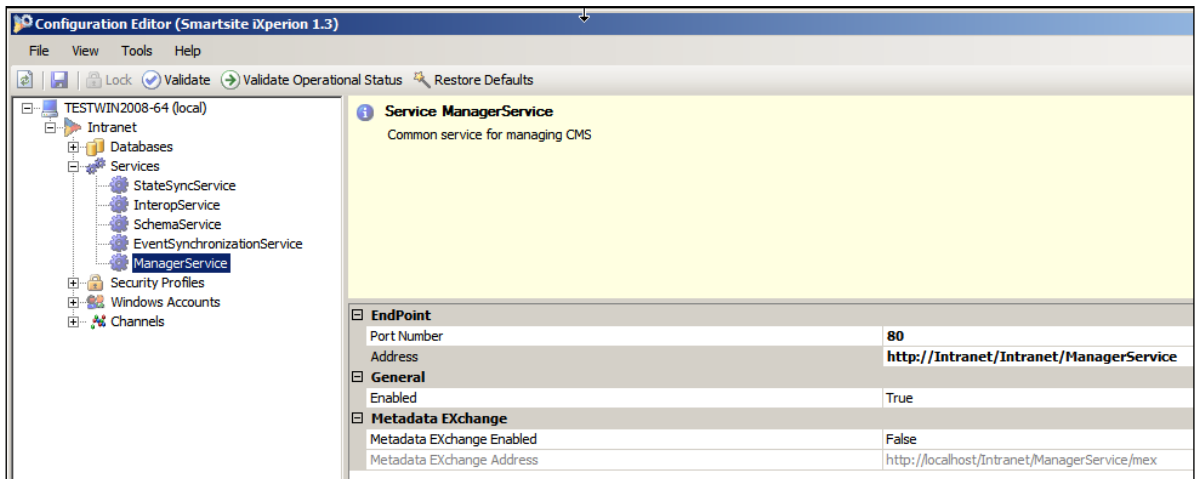 Configuration Editor (Smartsite iXperion 1.3)
File View Tools Help
Lock Validate Validate Operational Status Restore Defaults
TESTWIN2008-64 (local)
Intranet
Databases
Services
StateSyncService
InteropService
SchemaService
EventSynchronizationService
ManagerService
Security Profiles
Windows Accounts
Channels
Service ManagerService
Common service for managing CMS
EndPoint
Port Number 80
Address http://Intranet/Intranet/ManagerService
General
Enabled True
Metadata EXchange
Metadata EXchange Enabled False
Metadata EXchange Address http://localhost/Intranet/ManagerService/mex